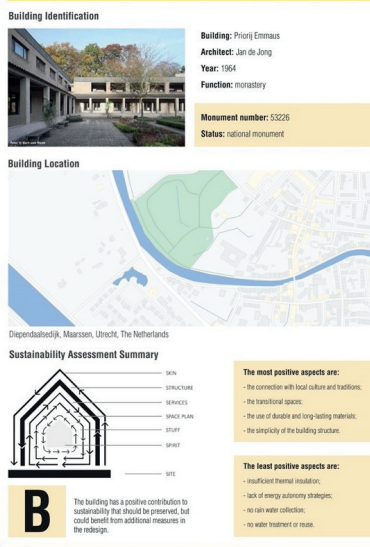 Building Identification
Building: Priorij Emmaus
Architect: Jan de Jong
Year: 1964
Function: monastery
Monument number: 53226
Status: national monument
Building Location
Diependaalsedijk, Maarssen, Utrecht, The Netherlands
Sustainability Assessment Summary
SKIN
STRUCTURE
SERVICES
SPACE PLAN
STUFF
SPIRIT
SITE
The most positive aspects are:
- the connection with local culture and traditions;
- the transitional spaces;
- the use of durable and long-lasting materials;
- the simplicity of the building structure.
The least positive aspects are:
- insufficient thermal insulation;
- lack of energy autonomy strategies;
- no rain water collection;
- no water treatment or reuse.
B
The building has a positive contribution to
sustainability that should be preserved, but
could benefit from additional measures in
the redesign.